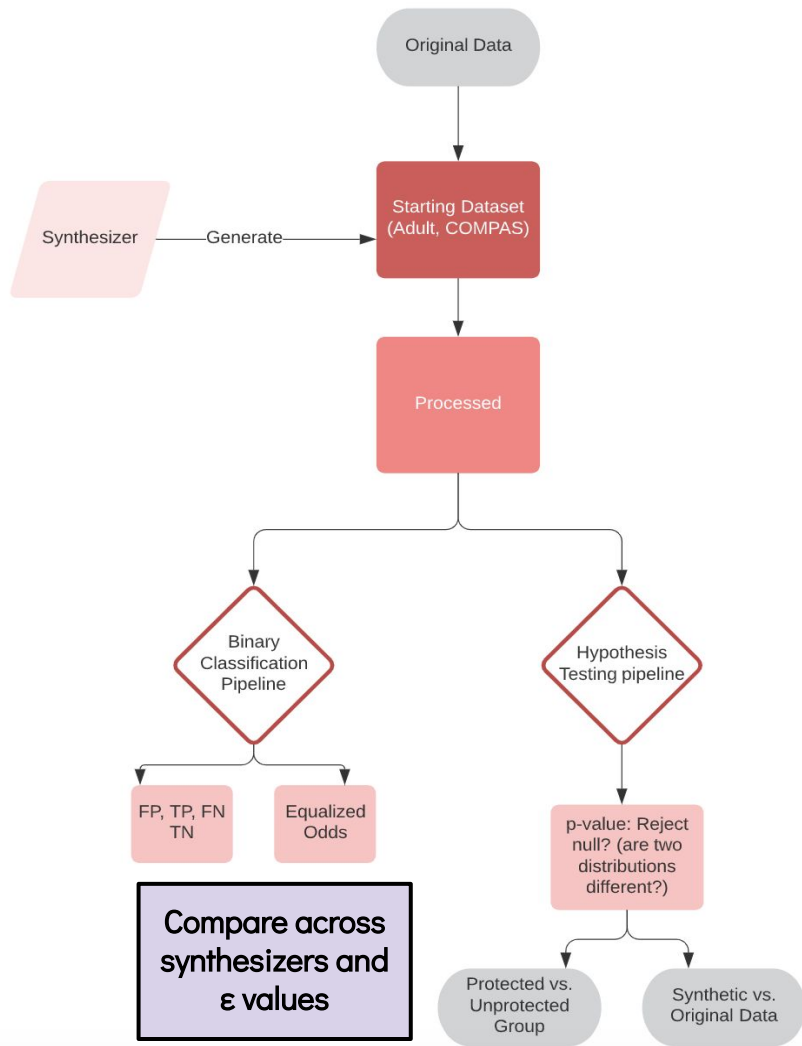 Original Data
Starting Dataset
(Adult, COMPAS)
Synthesizer
Generate
Processed
Binary
Classification
Pipeline
Hypothesis
Testing pipeline
FP, TP, FN
TN
Equalized
Odds
p-value: Reject
null? (are two
distributions
different?)
Compare across
synthesizers and
ε values
Protected vs.
Unprotected
Group
Synthetic vs.
Original Data